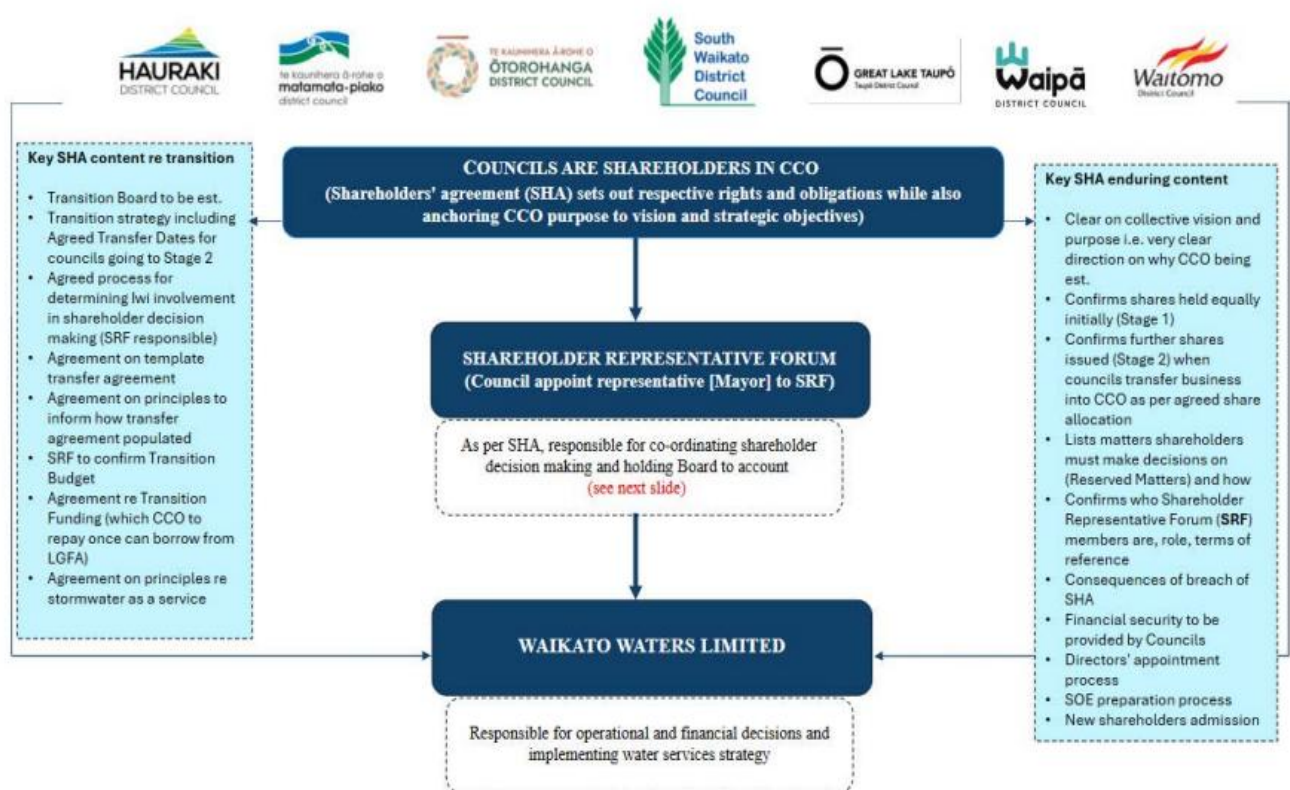 HAURAKI
DISTRICT COUNCIL
te kaunihera ā-rohe o
matamata-piako
district council
TE KAUNIHERA Ā-ROHE O
ŌTOROHANGA
DISTRICT COUNCIL
South
Waikato
District
Council
GREAT LAKE TAUPŌ
Taupō District Council
Waipā
DISTRICT COUNCIL
Waitomo
District Council
Key SHA content re transition
• Transition Board to be est.
• Transition strategy including
Agreed Transfer Dates for
councils going to Stage 2
• Agreed process for
determining Iwi involvement
in shareholder decision
making (SRF responsible)
• Agreement on template
transfer agreement
• Agreement on principles to
inform how transfer
agreement populated
• SRF to confirm Transition
Budget
• Agreement re Transition
Funding (which CCO to
repay once can borrow from
LGFA)
• Agreement on principles re
stormwater as a service
COUNCILS ARE SHAREHOLDERS IN CCO
(Shareholders' agreement (SHA) sets out respective rights and obligations while also
anchoring CCO purpose to vision and strategic objectives)
SHAREHOLDER REPRESENTATIVE FORUM
(Council appoint representative [Mayor] to SRF)
As per SHA, responsible for co-ordinating shareholder
decision making and holding Board to account
(see next slide)
WAIKATO WATERS LIMITED
Responsible for operational and financial decisions and
implementing water services strategy
Key SHA enduring content
• Clear on collective vision and
purpose i.e. very clear
direction on why CCO being
est.
• Confirms shares held equally
initially (Stage 1)
• Confirms further shares
issued (Stage 2) when
councils transfer business
into CCO as per agreed share
allocation
• Lists matters shareholders
must make decisions on
(Reserved Matters) and how
• Confirms who Shareholder
Representative Forum (SRF)
members are, role, terms of
reference
• Consequences of breach of
SHA
• Financial security to be
provided by Councils
• Directors' appointment
process
• SOE preparation process
• New shareholders admission